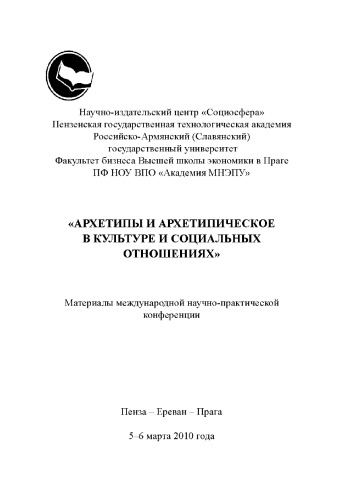 Научно-издательский центр «Социосфера»
Пензенская государственная технологическая академия
Российско-Армянский (Славянский)
государственный университет
Факультет бизнеса Высшей школы экономики в Праге
ПФ НОУ ВПО «Академия МНЭПУ»
«АРХЕТИПЫ И АРХЕТИПИЧЕСКОЕ
В КУЛЬТУРЕ И СОЦИАЛЬНЫХ
ОТНОШЕНИЯХ»
Материалы международной научно-практической
конференции
Пенза – Ереван – Прага
5–6 марта 2010 года